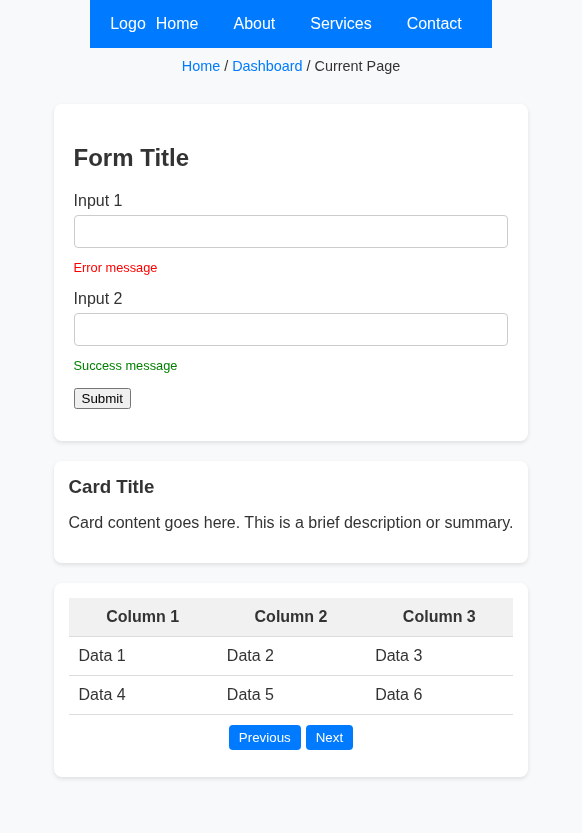 Logo Home About Services Contact
Home / Dashboard / Current Page
Form Title
Input 1
Error message
Input 2
Success message
Submit
Card Title
Card content goes here. This is a brief description or summary.
Column 1 Column 2 Column 3
Data 1 Data 2 Data 3
Data 4 Data 5 Data 6
Previous Next